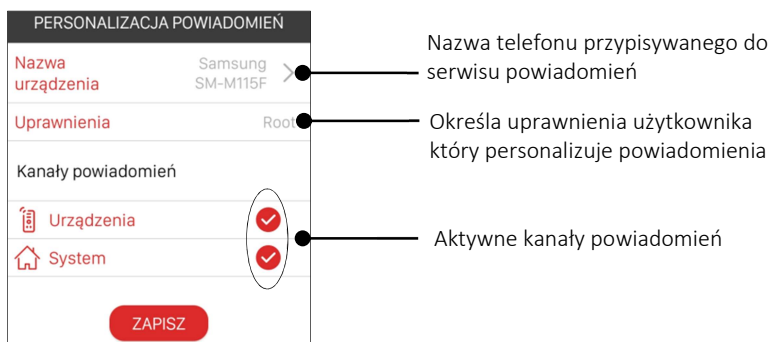 PERSONALIZACJA POWIADOMIEŃ
Nazwa
urządzenia
Samsung
SM-M115F
Nazwa telefonu przypisywanego do
serwisu powiadomień
Uprawnienia
Root
Określa uprawnienia użytkownika
który personalizuje powiadomienia
Kanały powiadomień
Urządzenia
System
Aktywne kanały powiadomień
ZAPISZ